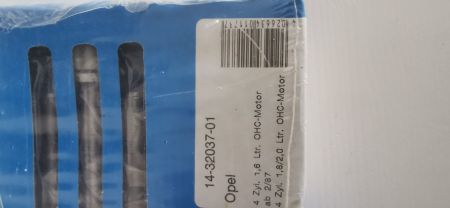 14-32037-01
Opel
4 Zyl. 1,6 Ltr. OHC-Motor
ab 2/87
4 Zyl. 1,8/2,0 Ltr. OHC-Motor